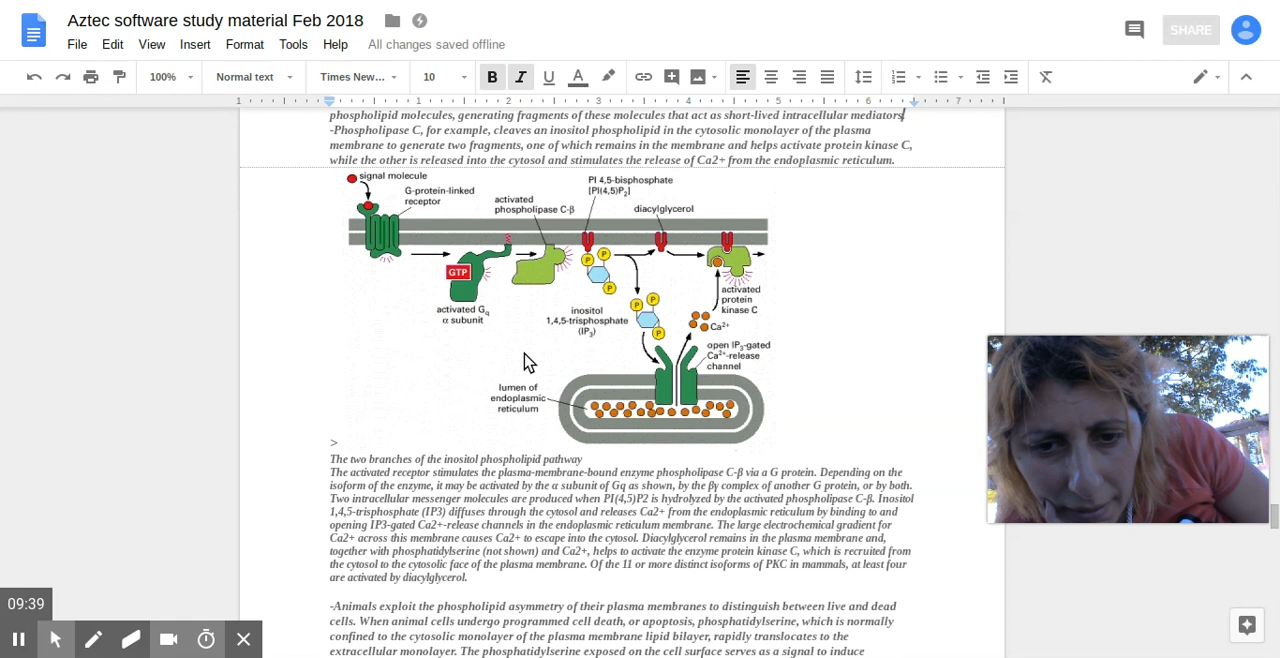 Aztec software study material Feb 2018
SHARE
File Edit View Insert Format Tools Help All changes saved offline
100% Normal text Times New... 10 B I U A
1 1 2 3 4 5 6 7
phospholipid molecules, generating fragments of these molecules that act as short-lived intracellular mediators.
-Phospholipase C, for example, cleaves an inositol phospholipid in the cytosolic monolayer of the plasma
membrane to generate two fragments, one of which remains in the membrane and helps activate protein kinase C,
while the other is released into the cytosol and stimulates the release of Ca2+ from the endoplasmic reticulum.
signal molecule
G-protein-linked
receptor
activated
phospholipase C-β
PI 4,5-bisphosphate
[PI(4,5)P2]
diacylglycerol
GTP
P P
P
activated Gq
α subunit
inositol
1,4,5-trisphosphate
(IP3)
P P
P
activated
protein
kinase C
Ca2+
open IP3-gated
Ca2+-release
channel
lumen of
endoplasmic
reticulum
>
The two branches of the inositol phospholipid pathway
The activated receptor stimulates the plasma-membrane-bound enzyme phospholipase C-β via a G protein. Depending on the
isoform of the enzyme, it may be activated by the α subunit of Gq as shown, by the βγ complex of another G protein, or by both.
Two intracellular messenger molecules are produced when PI(4,5)P2 is hydrolyzed by the activated phospholipase C-β. Inositol
1,4,5-trisphosphate (IP3) diffuses through the cytosol and releases Ca2+ from the endoplasmic reticulum by binding to and
opening IP3-gated Ca2+-release channels in the endoplasmic reticulum membrane. The large electrochemical gradient for
Ca2+ across this membrane causes Ca2+ to escape into the cytosol. Diacylglycerol remains in the plasma membrane and,
together with phosphatidylserine (not shown) and Ca2+, helps to activate the enzyme protein kinase C, which is recruited from
the cytosol to the cytosolic face of the plasma membrane. Of the 11 or more distinct isoforms of PKC in mammals, at least four
are activated by diacylglycerol.
-Animals exploit the phospholipid asymmetry of their plasma membranes to distinguish between live and dead
cells. When animal cells undergo programmed cell death, or apoptosis, phosphatidylserine, which is normally
confined to the cytosolic monolayer of the plasma membrane lipid bilayer, rapidly translocates to the
extracellular monolayer. The phosphatidylserine exposed on the cell surface serves as a signal to induce
09:39